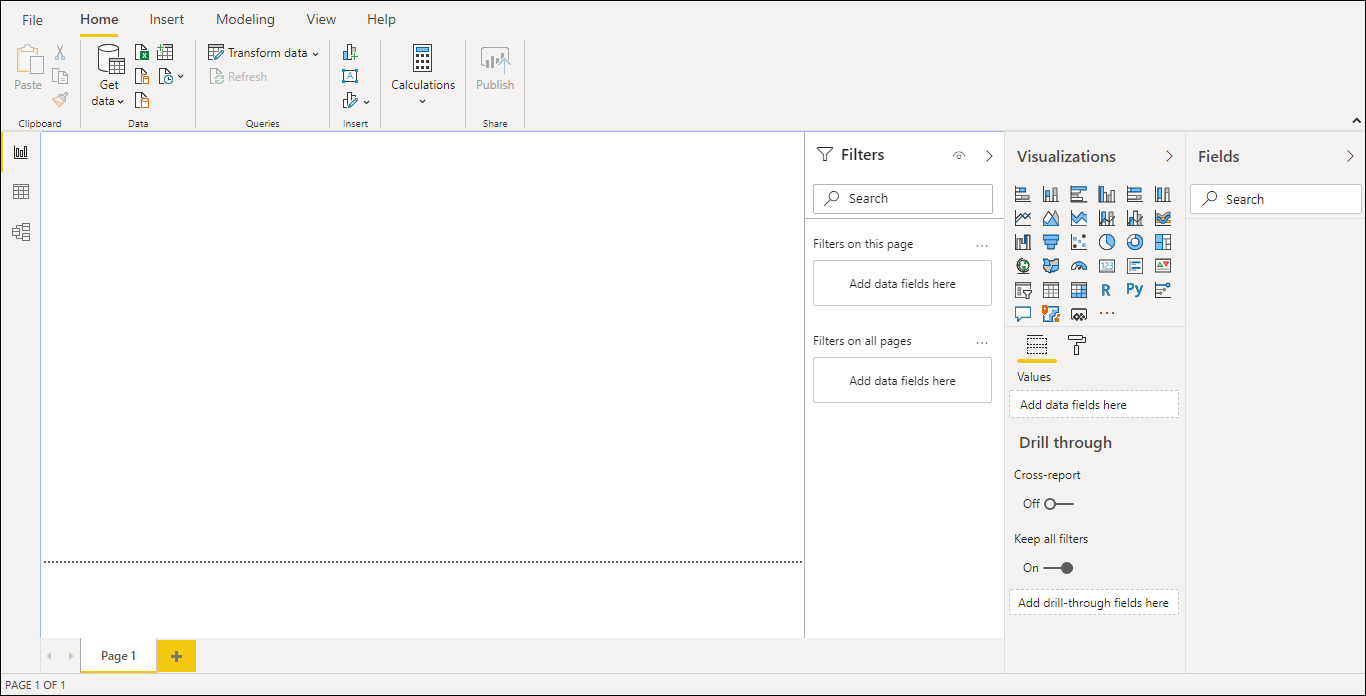 File Home Insert Modeling View Help
Paste
Get
data
Transform data
Refresh
Calculations
Publish
Clipboard Data Queries Insert Share
Filters
Search
Filters on this page
Add data fields here
Filters on all pages
Add data fields here
Visualizations
123
R Py
Values
Add data fields here
Drill through
Cross-report
Off
Keep all filters
On
Add drill-through fields here
Fields
Search
Page 1
PAGE 1 OF 1